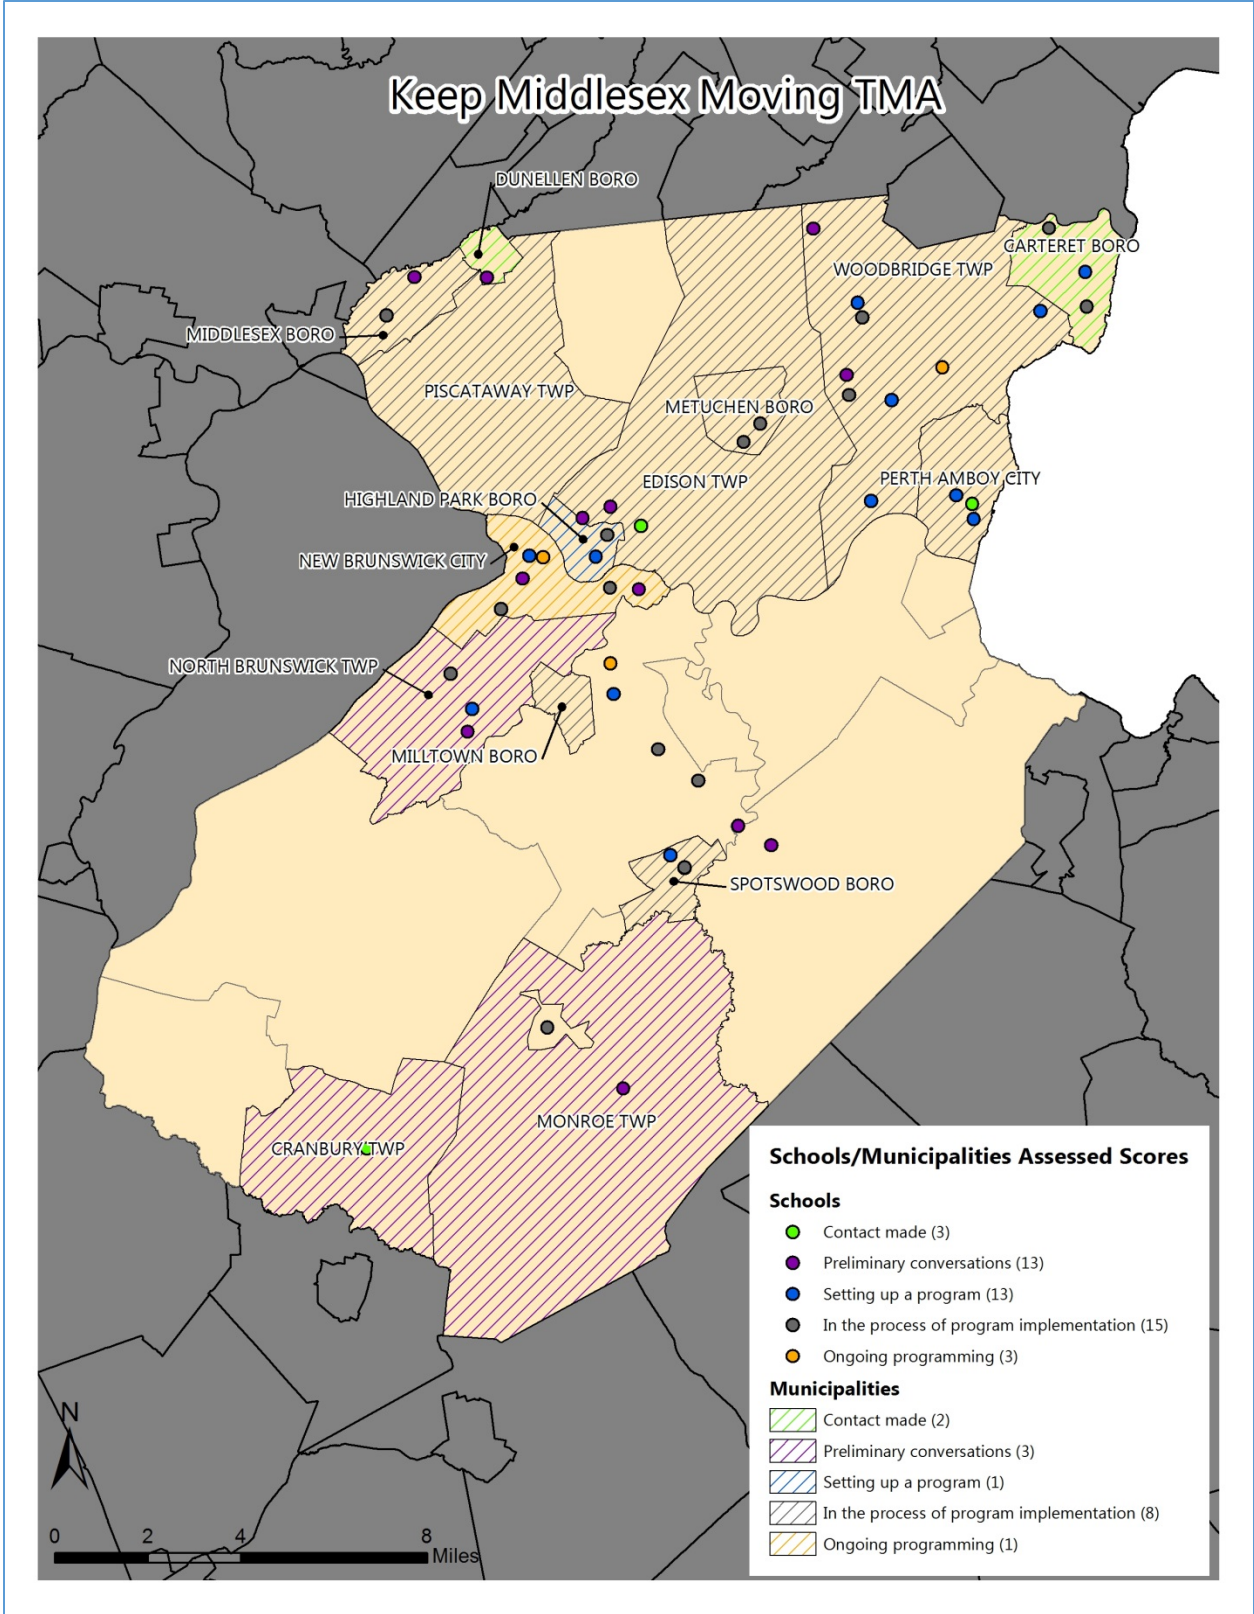 Keep Middlesex Moving TMA
DUNELLEN BORO
CARTERET BORO
WOODBRIDGE TWP
MIDDLESEX BORO
PISCATAWAY TWP
METUCHEN BORO
EDISON TWP
PERTH AMBOY CITY
HIGHLAND PARK BORO
NEW BRUNSWICK CITY
NORTH BRUNSWICK TWP
MILLTOWN BORO
SPOTSWOOD BORO
MONROE TWP
CRANBURY TWP
Schools/Municipalities Assessed Scores
Schools
Contact made (3)
Preliminary conversations (13)
Setting up a program (13)
In the process of program implementation (15)
Ongoing programming (3)
Municipalities
Contact made (2)
Preliminary conversations (3)
Setting up a program (1)
In the process of program implementation (8)
Ongoing programming (1)
N
0 2 4 8
Miles